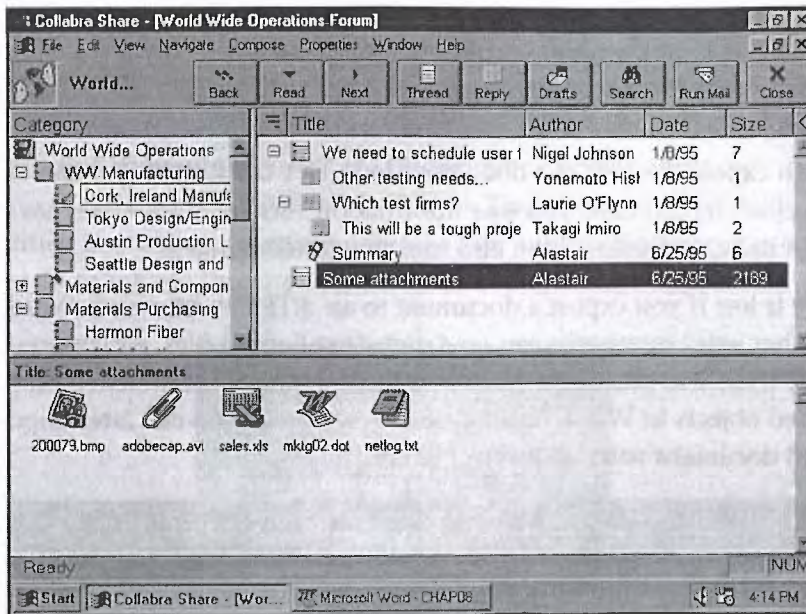 Collabra Share - [World Wide Operations Forum]
File Edit View Navigate Compose Properties Window Help
World...
Back Read Next Thread Reply Drafts Search Run Mail Close
Category
World Wide Operations
WW Manufacturing
Cork, Ireland Manufa
Tokyo Design/Engin
Austin Production L
Seattle Design and
Materials and Compon
Materials Purchasing
Harmon Fiber
Title Author Date Size
We need to schedule user t Nigel Johnson 1/8/95 7
Other testing needs... Yonemoto Hist 1/8/95
Which test firms? Laurie O'Flynn 1/8/95 1
This will be a tough proje Takagi Imiro 1/8/95 2
Summary Alastair 6/25/95 6
Some attachments Alastair 6/25/95 2169
Title: Some attachments
200079.bmp adobecap.avi sales.xls mktg02.dot netlog.txt
Ready NUM
Start Collabra Share - [Wor... Microsoft Word - CHAP08 4:14 PM